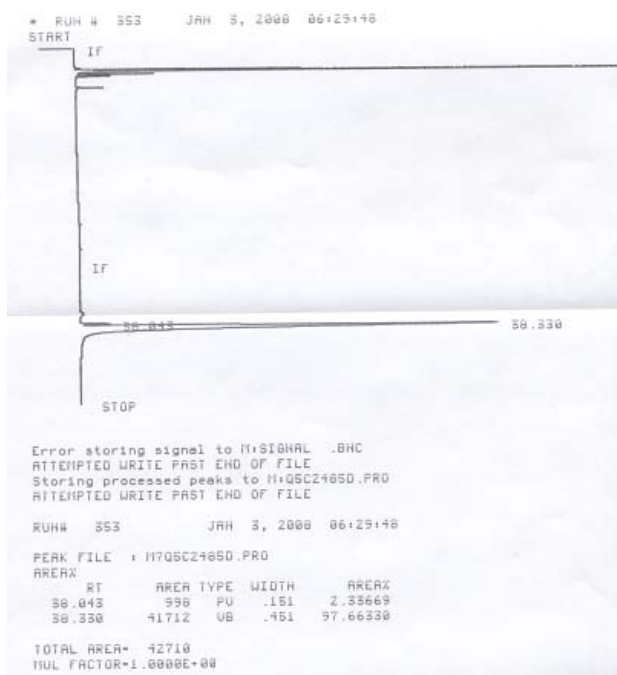 * RUN # 353 JAN 3, 2008 06:29:48
START
IF
IF
38.043 38.330
STOP
Error storing signal to M:SIGNAL .BNC
ATTEMPTED WRITE PAST END OF FILE
Storing processed peaks to M:Q5C2485D.PRO
ATTEMPTED WRITE PAST END OF FILE
RUN# 353 JAN 3, 2008 06:29:48
PEAK FILE : M7Q5C2485D.PRO
AREA%
RT AREA TYPE WIDTH AREA%
38.043 998 PV .151 2.33669
38.330 41712 VB .451 97.66330
TOTAL AREA= 42710
MUL FACTOR=1.0000E+00